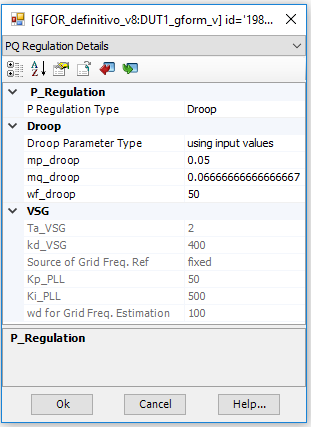 [GFOR_definitivo_v8:DUT1_gform_v] id='198...
PQ Regulation Details
P_Regulation
P Regulation Type Droop
Droop
Droop Parameter Type using input values
mp_droop 0.05
mq_droop 0.06666666666666667
wf_droop 50
VSG
Ta_VSG 2
kd_VSG 400
Source of Grid Freq. Ref fixed
Kp_PLL 50
Ki_PLL 500
wd for Grid Freq. Estimation 100
P_Regulation
Ok Cancel Help...